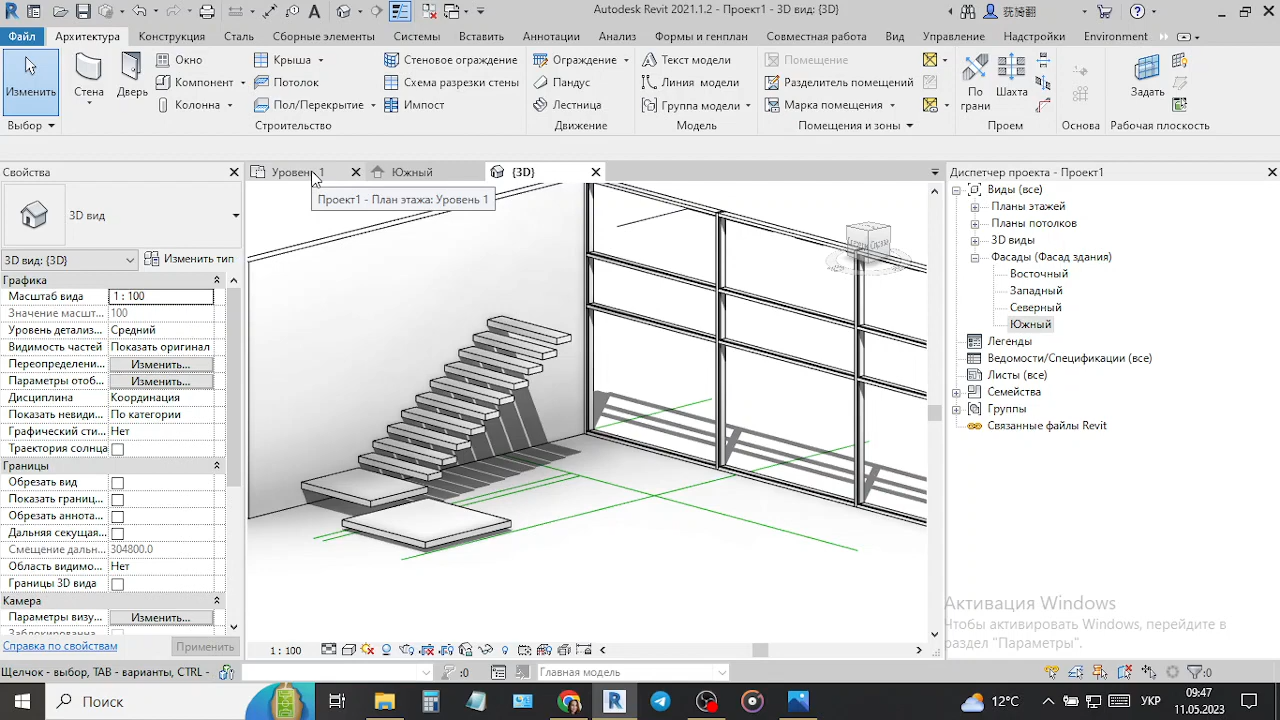 Autodesk Revit 2021.1.2 - Проект1 - 3D вид: {3D}
Файл Архитектура Конструкция Сталь Сборные элементы Вставить Аннотации Анализ Формы и генплан Совместная работа Вид Управление Надстройки Environment
Изменить
Стена
Дверь
Окно
Компонент
Колонна
Крыша
Потолок
Пол/Перекрытие
Стеновое ограждение
Схема разрезки стены
Импост
Ограждение
Пандус
Лестница
Текст модели
Линия модели
Группа модели
Помещение
Разделитель помещений
Марка помещения
По грани
Шахта
Задать
Выбор Строительство Движение Модель Помещения и зоны Проем Основа Рабочая плоскость
Свойства
Уровень 1 Южный {3D}
Проект1 - План этажа: Уровень 1
Диспетчер проекта - Проект1
3D вид
3D вид: {3D} Изменить тип
Графика
Масштаб вида 1 : 100
Значение масшт... 100
Уровень детализ... Средний
Видимость частей Показать оригинал
Переопределени... Изменить...
Параметры отоб... Изменить...
Дисциплина Координация
Показать невиди... По категории
Графический сти... Нет
Траектория солнца
Границы
Обрезать вид
Показать границ...
Обрезать аннота...
Дальняя секущая...
Смещение дальн... 304800.0
Область видимо... Нет
Границы 3D вида
Камера
Параметры визу... Изменить...
Справка по свойствам Применить
Виды (все)
Планы этажей
Планы потолков
3D виды
Фасады (Фасад здания)
Восточный
Западный
Северный
Южный
Легенды
Ведомости/Спецификации (все)
Листы (все)
Семейства
Группы
Связанные файлы Revit
Активация Windows
Чтобы активировать Windows, перейдите в
раздел "Параметры".
1 : 100
Щелчок - выбор, TAB - варианты, CTRL - :0 Главная модель :0
Поиск
12°C
УКР
09:47
11.05.2023